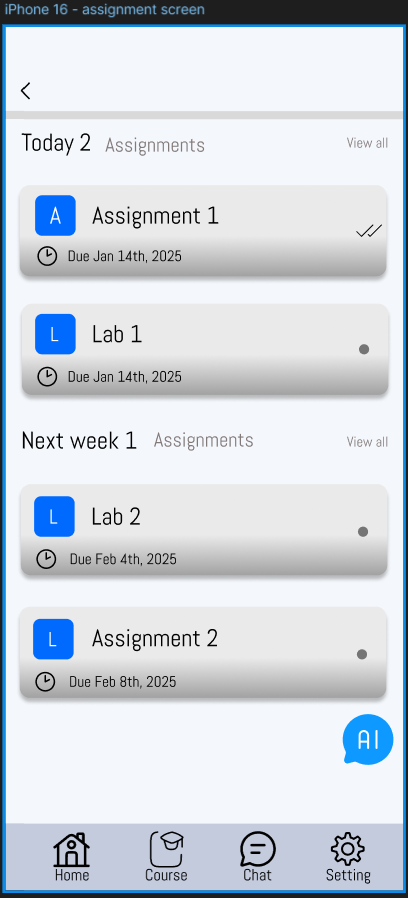 iPhone 16 - assignment screen
Today 2 Assignments View all
A Assignment 1
Due Jan 14th, 2025
L Lab 1
Due Jan 14th, 2025
Next week 1 Assignments View all
L Lab 2
Due Feb 4th, 2025
L Assignment 2
Due Feb 8th, 2025
AI
Home Course Chat Setting